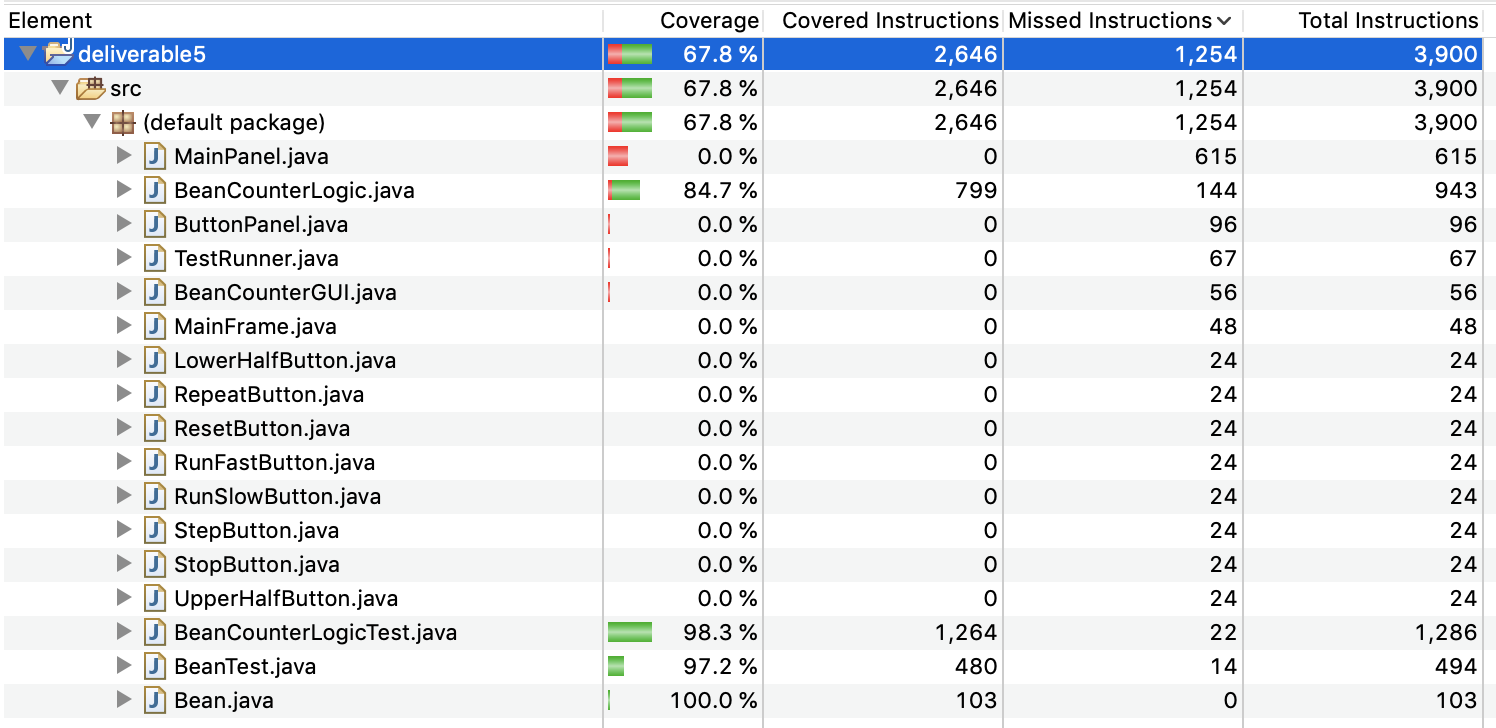 Element Coverage Covered Instructions Missed Instructions Total Instructions
deliverable5 67.8 % 2,646 1,254 3,900
src 67.8 % 2,646 1,254 3,900
(default package) 67.8 % 2,646 1,254 3,900
MainPanel.java 0.0 % 0 615 615
BeanCounterLogic.java 84.7 % 799 144 943
ButtonPanel.java 0.0 % 0 96 96
TestRunner.java 0.0 % 0 67 67
BeanCounterGUI.java 0.0 % 0 56 56
MainFrame.java 0.0 % 0 48 48
LowerHalfButton.java 0.0 % 0 24 24
RepeatButton.java 0.0 % 0 24 24
ResetButton.java 0.0 % 0 24 24
RunFastButton.java 0.0 % 0 24 24
RunSlowButton.java 0.0 % 0 24 24
StepButton.java 0.0 % 0 24 24
StopButton.java 0.0 % 0 24 24
UpperHalfButton.java 0.0 % 0 24 24
BeanCounterLogicTest.java 98.3 % 1,264 22 1,286
BeanTest.java 97.2 % 480 14 494
Bean.java 100.0 % 103 0 103